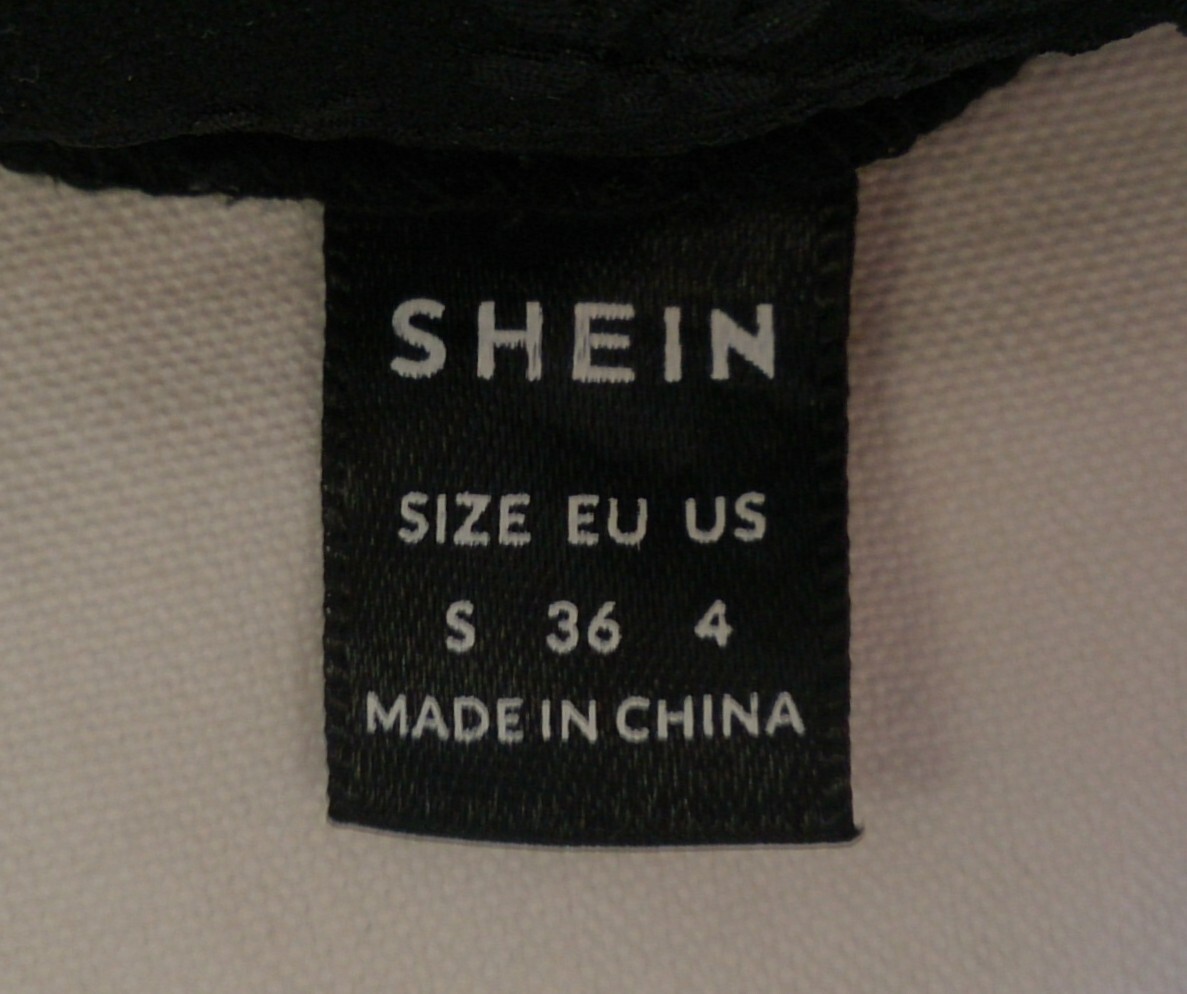 SHEIN
SIZE EU US
S 36 4
MADE IN CHINA